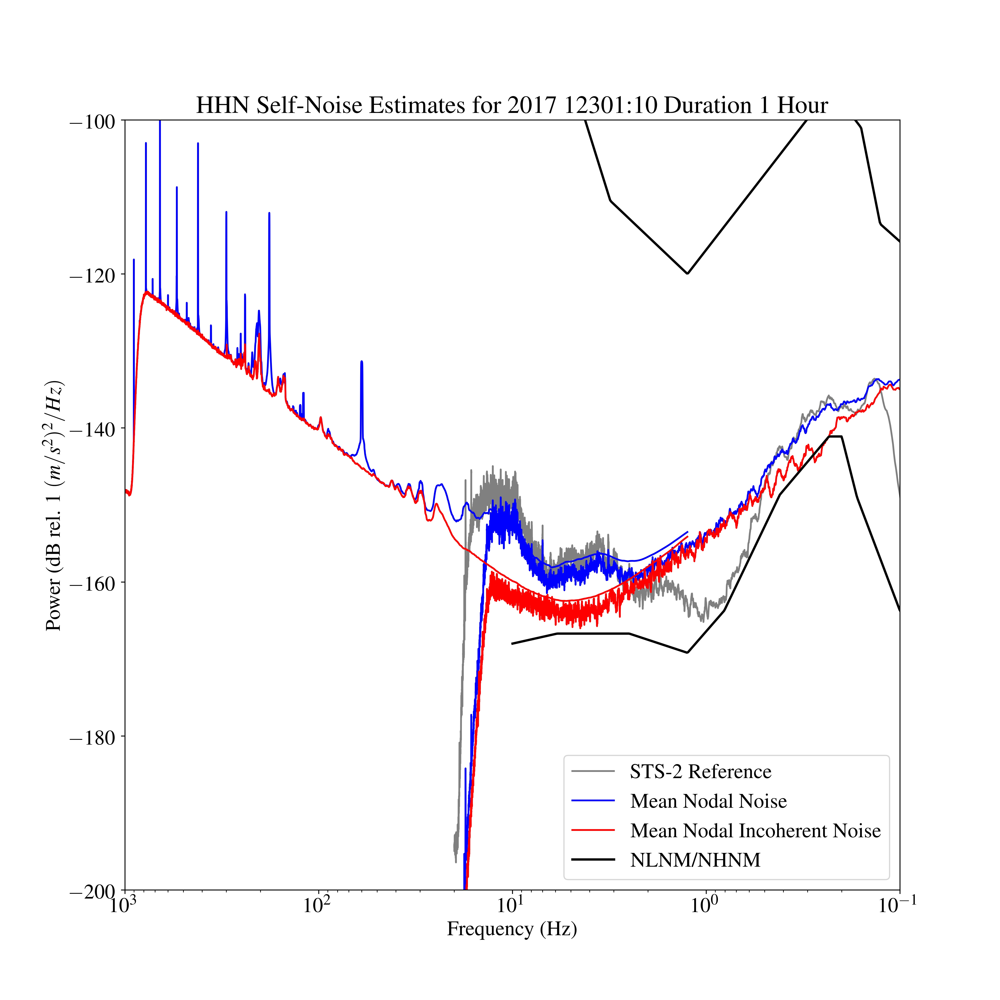 HHN Self-Noise Estimates for 2017 12301:10 Duration 1 Hour
Power (dB rel. 1 (m/s²)²/Hz)
−100
−120
−140
−160
−180
−200
10³
10²
10¹
10⁰
10⁻¹
Frequency (Hz)
STS-2 Reference
Mean Nodal Noise
Mean Nodal Incoherent Noise
NLNM/NHNM